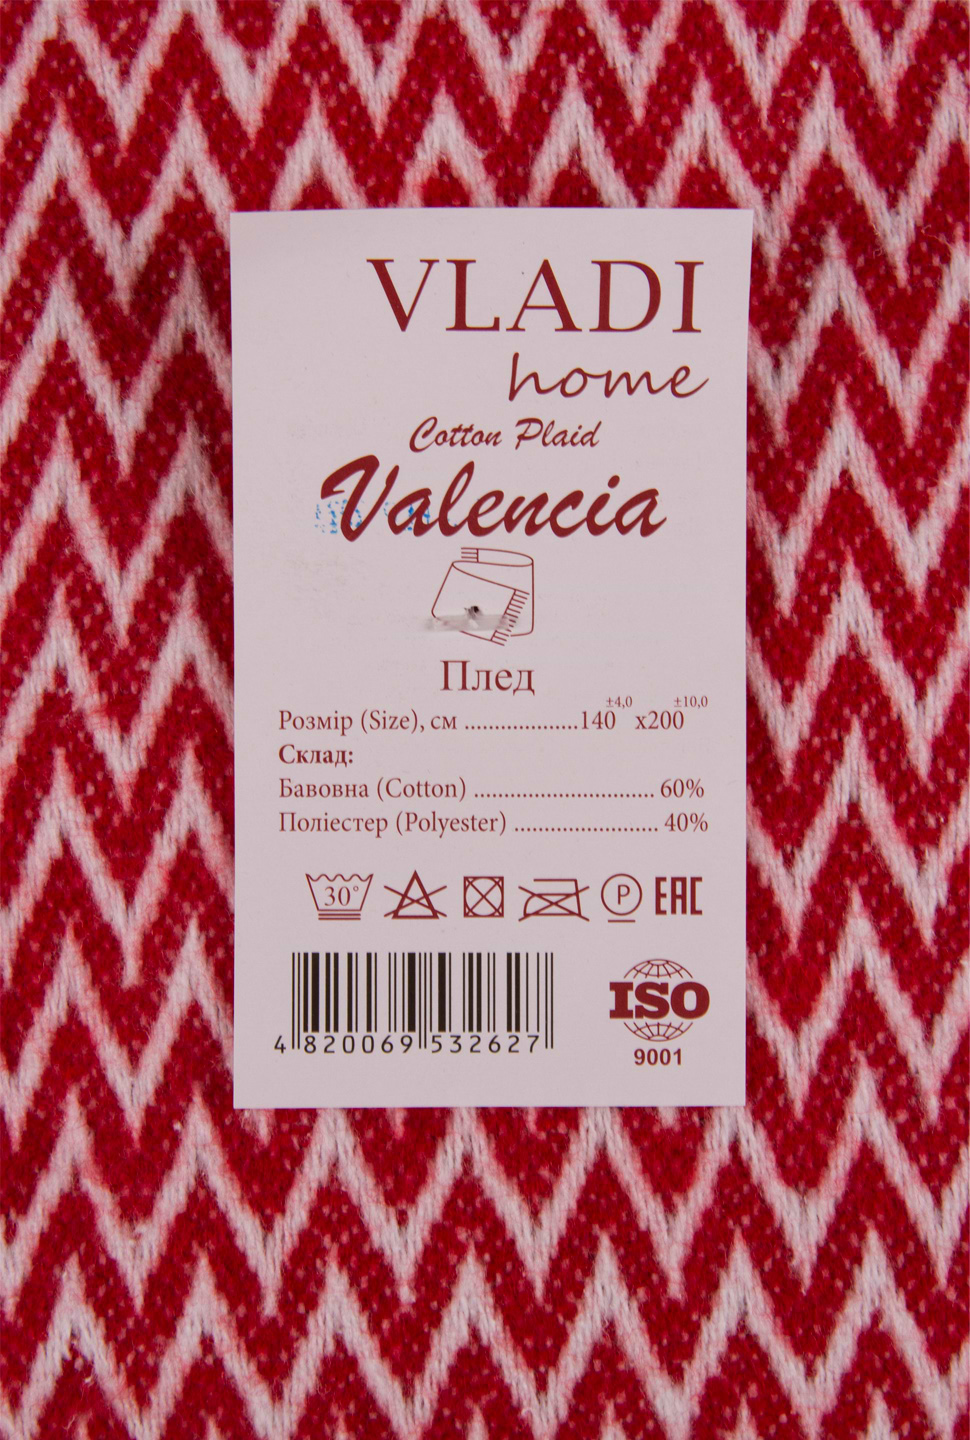 VLADI
home
Cotton Plaid
Valencia
Плед
Розмір (Size), см ...................140 ±4,0 x200 ±10,0
Склад:
Бавовна (Cotton) .............................. 60%
Поліестер (Polyester) ........................ 40%
30° P EAC
ISO
9001
4 820069 532627